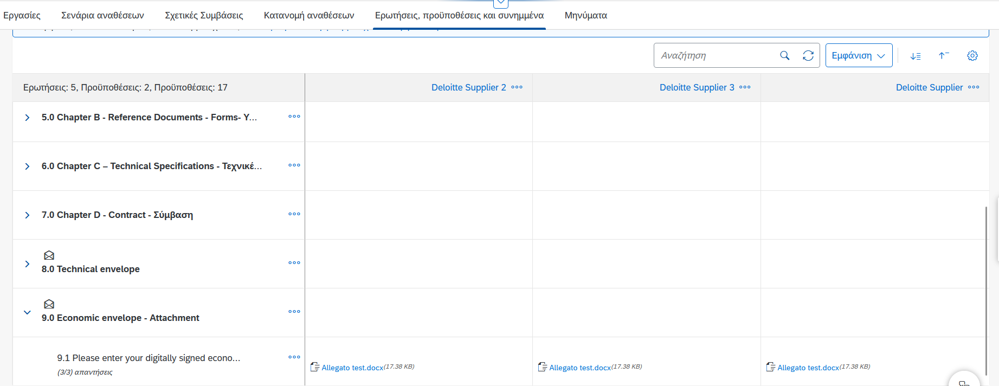 Εργασίες Σενάρια αναθέσεων Σχετικές Συμβάσεις Κατανομή αναθέσεων Ερωτήσεις, προϋποθέσεις και συνημμένα Μηνύματα
Αναζήτηση Εμφάνιση
Ερωτήσεις: 5, Προϋποθέσεις: 2, Προϋποθέσεις: 17 Deloitte Supplier 2 Deloitte Supplier 3 Deloitte Supplier
5.0 Chapter B - Reference Documents - Forms- Υ...
6.0 Chapter C – Technical Specifications - Τεχνικέ...
7.0 Chapter D - Contract - Σύμβαση
8.0 Technical envelope
9.0 Economic envelope - Attachment
9.1 Please enter your digitally signed econo...
(3/3) απαντήσεις
Allegato test.docx(17.38 KB) Allegato test.docx(17.38 KB) Allegato test.docx(17.38 KB)